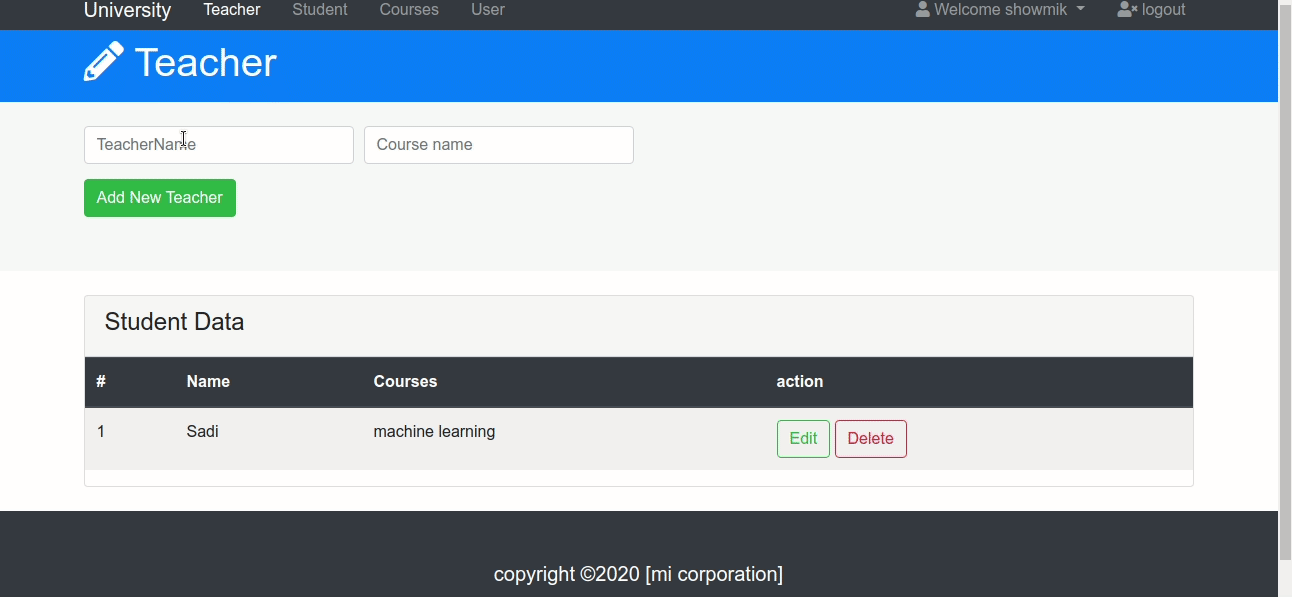 University Teacher Student Courses User Welcome showmik logout
Teacher
TeacherName Course name
Add New Teacher
Student Data
# Name Courses action
1 Sadi machine learning Edit Delete
copyright ©2020 [mi corporation]